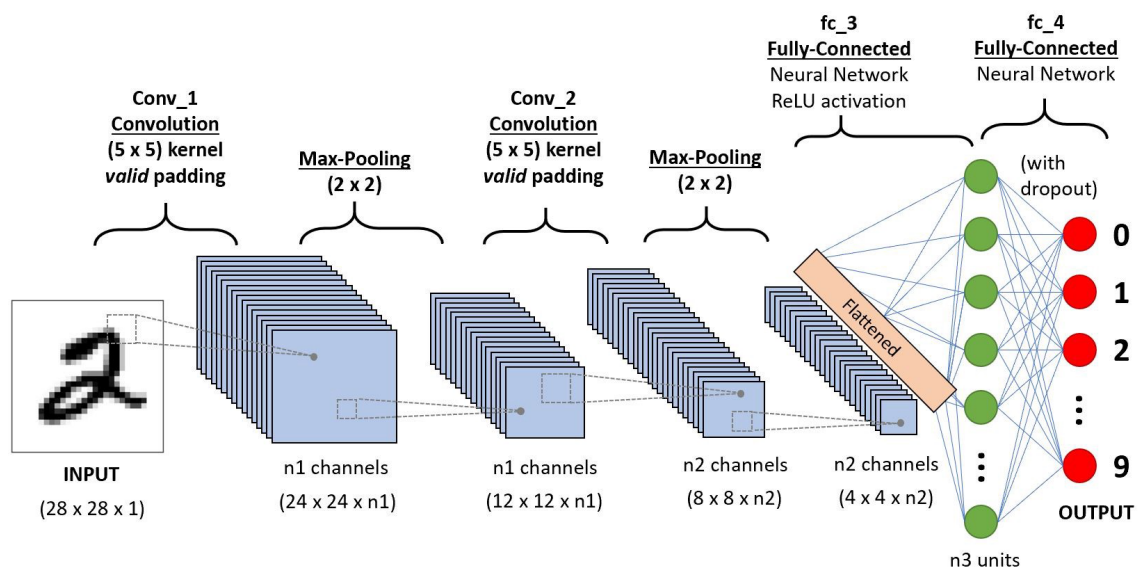 fc_3
Fully-Connected
Neural Network
ReLU activation
fc_4
Fully-Connected
Neural Network
Conv_1
Convolution
(5 x 5) kernel
valid padding
Max-Pooling
(2 x 2)
Conv_2
Convolution
(5 x 5) kernel
valid padding
Max-Pooling
(2 x 2)
(with
dropout)
Flattened
0
1
2
9
OUTPUT
INPUT
(28 x 28 x 1)
n1 channels
(24 x 24 x n1)
n1 channels
(12 x 12 x n1)
n2 channels
(8 x 8 x n2)
n2 channels
(4 x 4 x n2)
n3 units
2